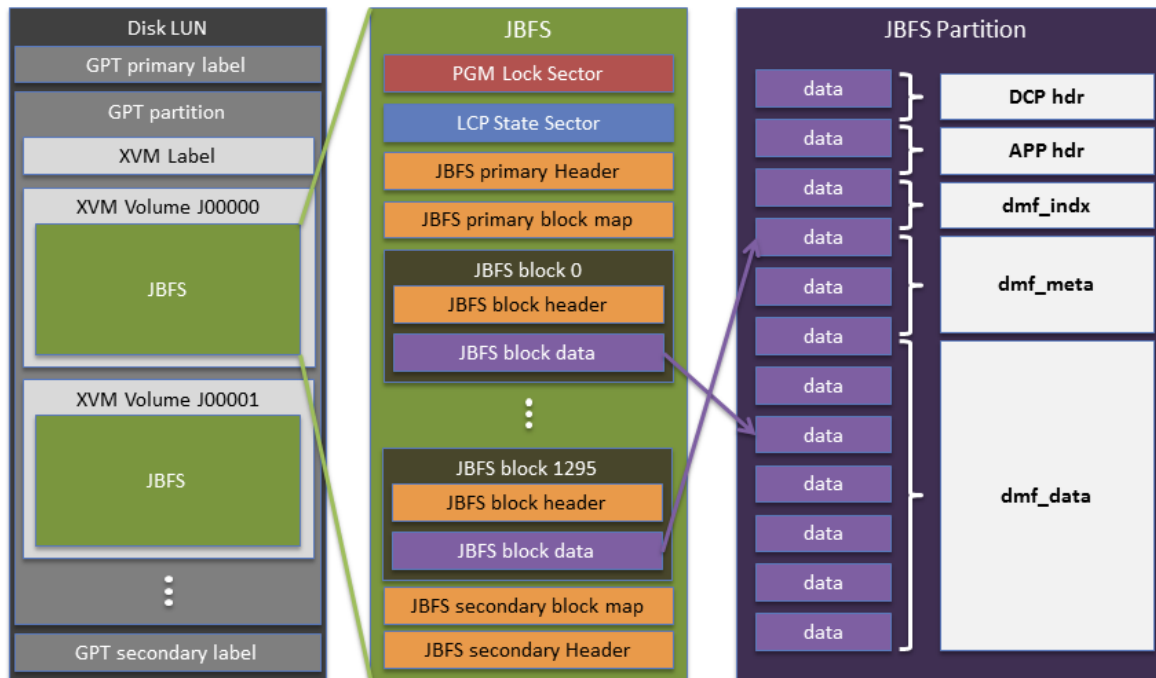 Disk LUN
GPT primary label
GPT partition
XVM Label
XVM Volume J00000
JBFS
XVM Volume J00001
JBFS
GPT secondary label
JBFS
PGM Lock Sector
LCP State Sector
JBFS primary Header
JBFS primary block map
JBFS block 0
JBFS block header
JBFS block data
JBFS block 1295
JBFS block header
JBFS block data
JBFS secondary block map
JBFS secondary Header
JBFS Partition
data
data
data
data
data
data
data
data
data
data
data
data
DCP hdr
APP hdr
dmf_indx
dmf_meta
dmf_data